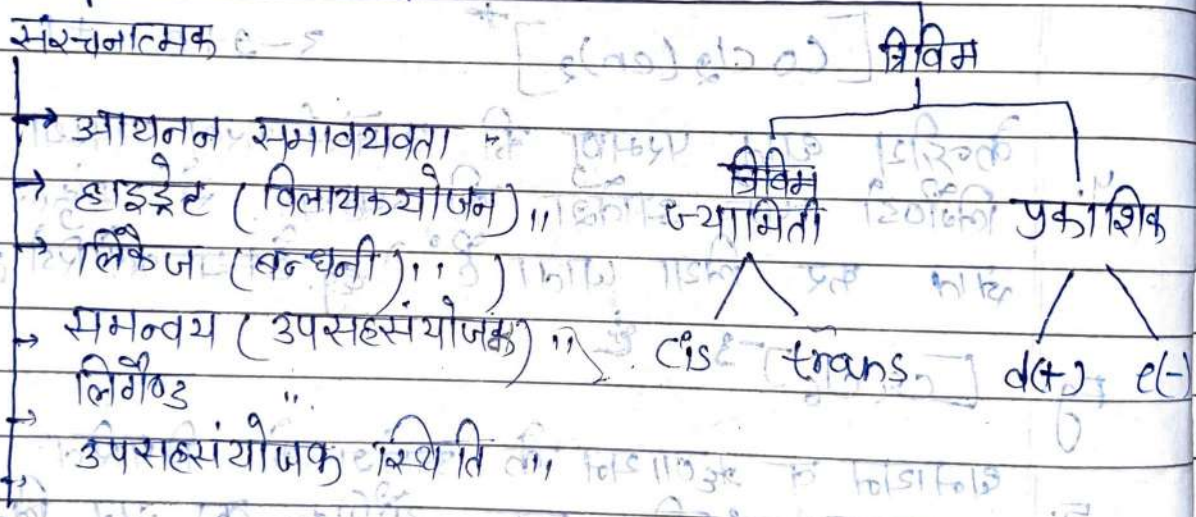 संरचनात्मक
त्रिविम
→ आयनन समावयवता "
→ हाइड्रेट (विलायकयोजन) ,,
त्रिविम
ज्यामिती
प्रकाशिक
→ लिंकेज (बन्धनी) ,,
→ समन्वय (उपसहसंयोजक) ,,
cis trans
d(+) l(-)
→ लिगैण्ड "
→ उपसहसंयोजक स्थिति ,,